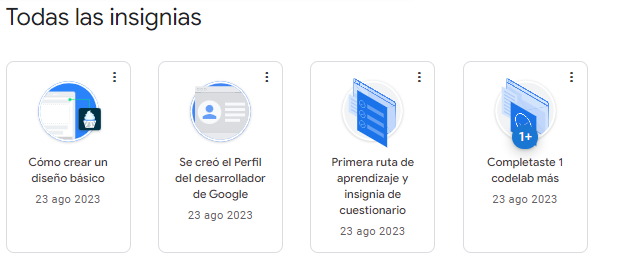 Todas las insignias
Cómo crear un
diseño básico
23 ago 2023
Se creó el Perfil
del desarrollador
de Google
23 ago 2023
Primera ruta de
aprendizaje y
insignia de
cuestionario
23 ago 2023
1+
Completaste 1
codelab más
23 ago 2023